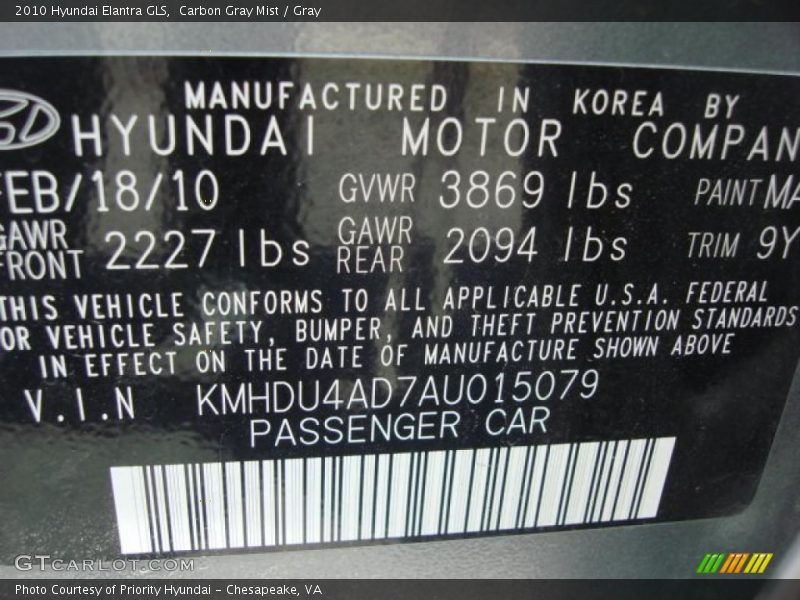 2010 Hyundai Elantra GLS, Carbon Gray Mist / Gray
MANUFACTURED IN KOREA BY
HYUNDAI MOTOR COMPAN
FEB/18/10 GVWR 3869 lbs PAINT MA
GAWR FRONT 2227 lbs GAWR REAR 2094 lbs TRIM 9Y
THIS VEHICLE CONFORMS TO ALL APPLICABLE U.S.A. FEDERAL
OR VEHICLE SAFETY, BUMPER, AND THEFT PREVENTION STANDARDS
IN EFFECT ON THE DATE OF MANUFACTURE SHOWN ABOVE
V.I.N KMHDU4AD7AU015079
PASSENGER CAR
GTcarlot.com
Photo Courtesy of Priority Hyundai – Chesapeake, VA